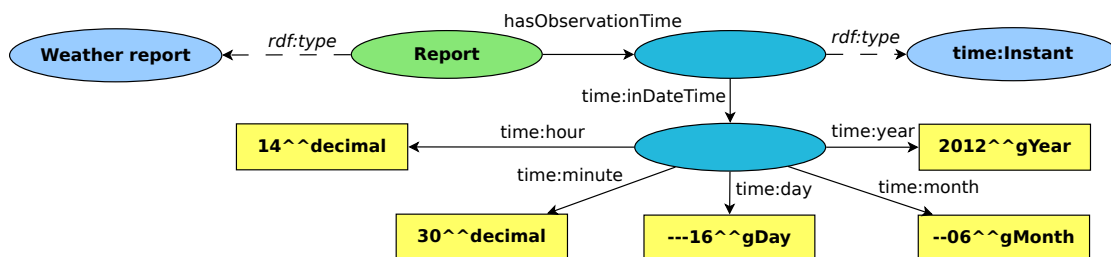 hasObservationTime
Weather report
rdf:type
Report
rdf:type
time:Instant
time:inDateTime
14^^decimal
time:hour
time:year
2012^^gYear
time:minute
time:day
time:month
30^^decimal
---16^^gDay
--06^^gMonth